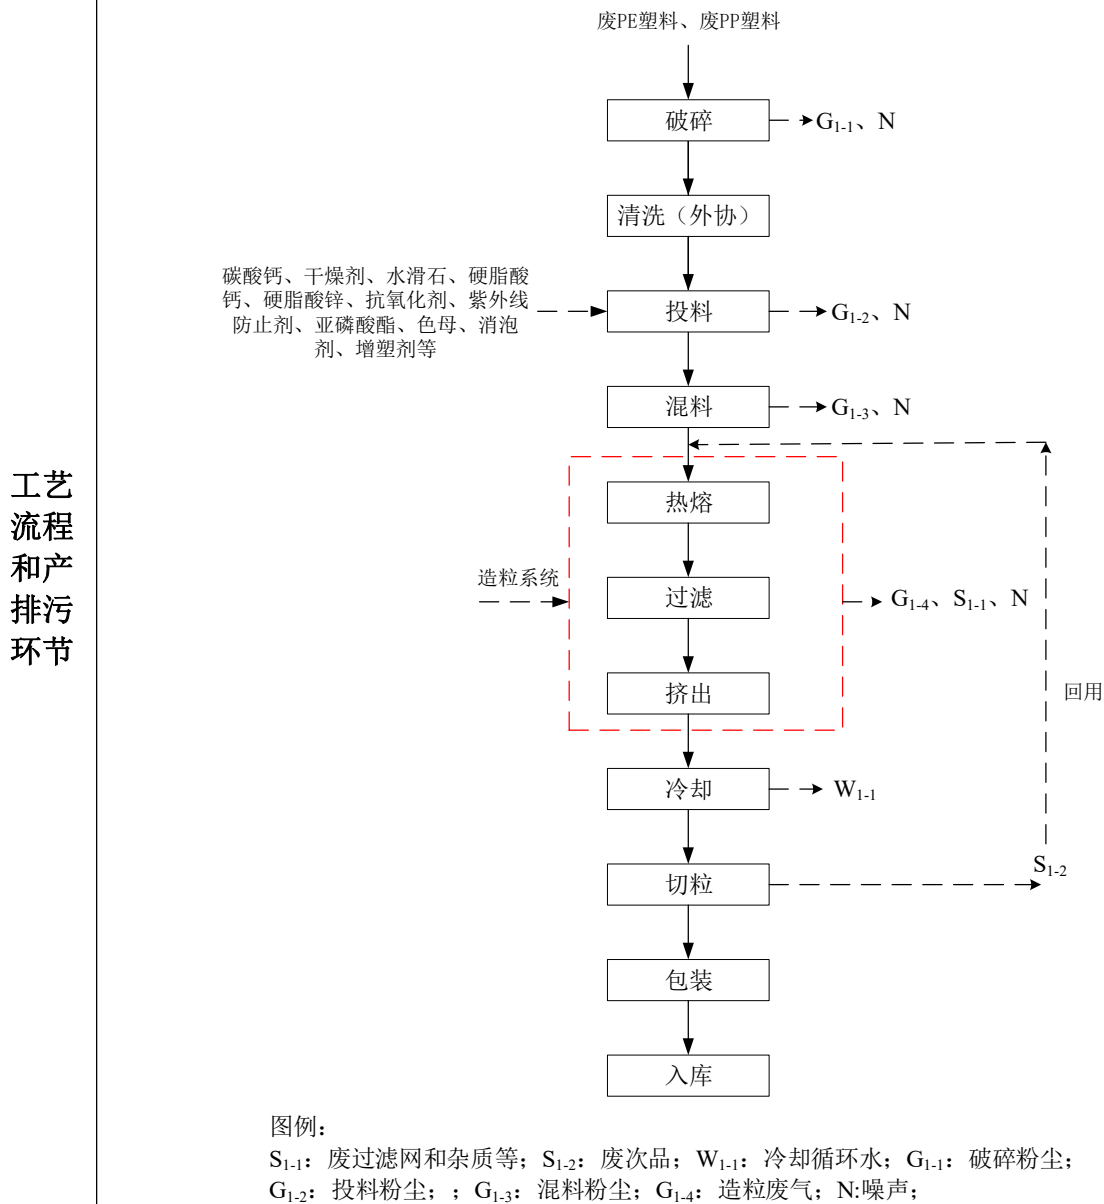 工艺
流程
和产
排污
环节
废PE塑料、废PP塑料
破碎
G1-1、N
清洗（外协）
碳酸钙、干燥剂、水滑石、硬脂酸
钙、硬脂酸锌、抗氧化剂、紫外线
防止剂、亚磷酸酯、色母、消泡
剂、增塑剂等
投料
G1-2、N
混料
G1-3、N
热熔
造粒系统
过滤
G1-4、S1-1、N
挤出
回用
冷却
W1-1
切粒
S1-2
包装
入库
图例：
S1-1：废过滤网和杂质等；S1-2：废次品；W1-1：冷却循环水；G1-1：破碎粉尘；
G1-2：投料粉尘；；G1-3：混料粉尘；G1-4：造粒废气；N:噪声；